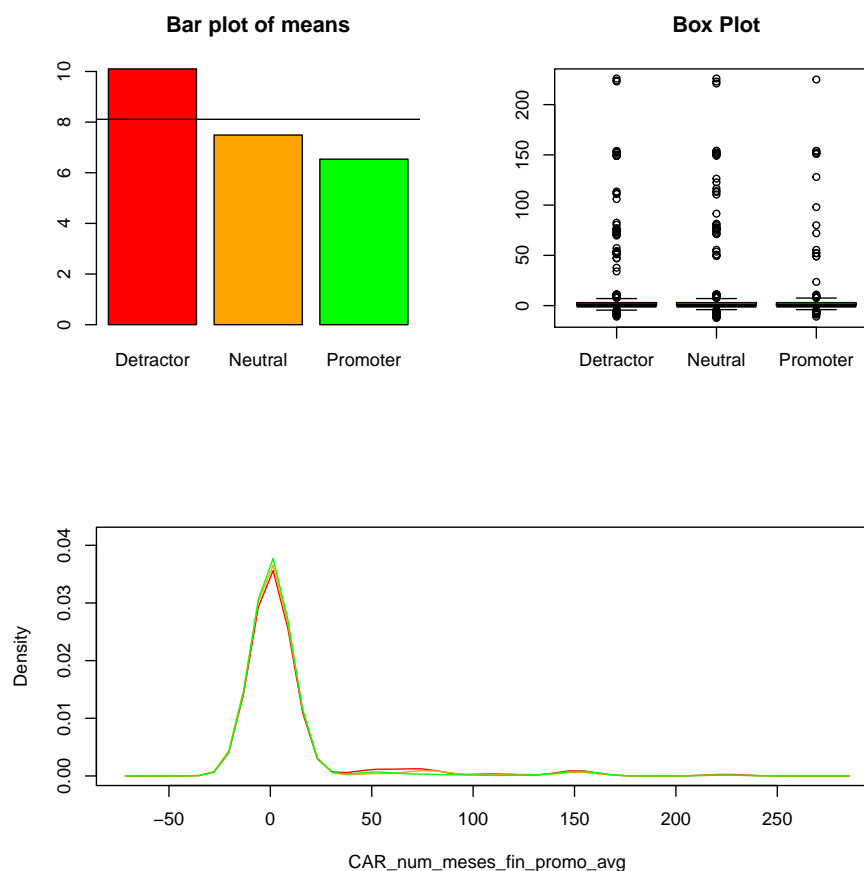 Bar plot of means
10
8
6
4
2
0
Detractor Neutral Promoter
Box Plot
200
150
100
50
0
Detractor Neutral Promoter
Density
0.04
0.03
0.02
0.01
0.00
−50 0 50 100 150 200 250
CAR_num_meses_fin_promo_avg